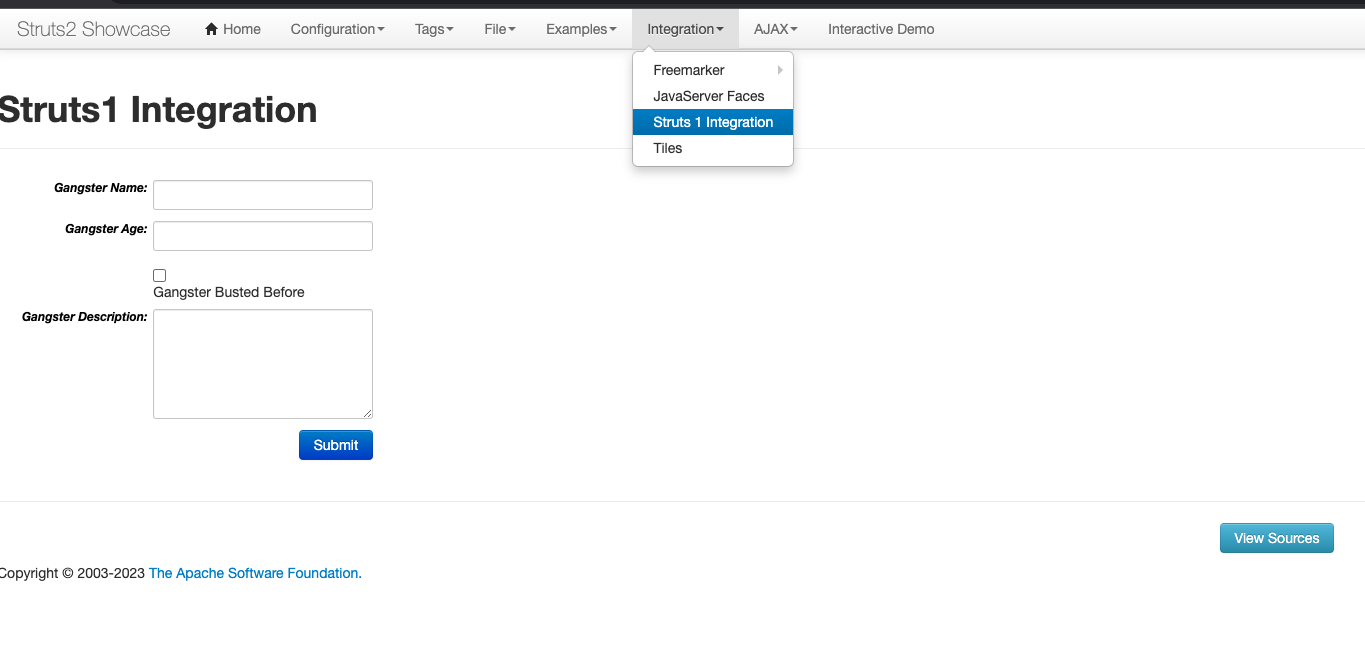 Struts2 Showcase Home Configuration Tags File Examples Integration AJAX Interactive Demo
Freemarker
JavaServer Faces
Struts 1 Integration
Tiles
Struts1 Integration
Gangster Name:
Gangster Age:
Gangster Busted Before
Gangster Description:
Submit
View Sources
Copyright © 2003-2023 The Apache Software Foundation.